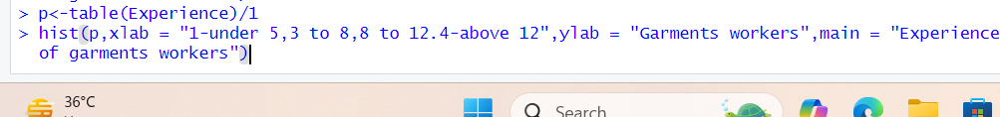 > p<-table(Experience)/1
> hist(p,xlab = "1-under 5,3 to 8,8 to 12.4-above 12",ylab = "Garments workers",main = "Experience
of garments workers")
36°C
Search